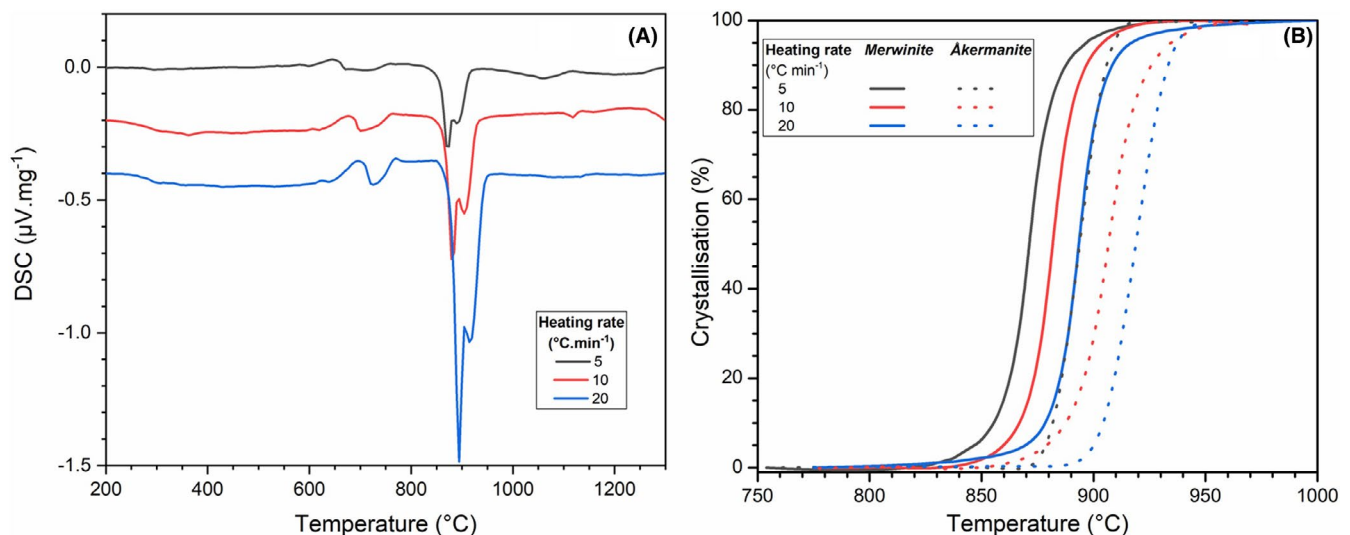 (A)
DSC (µV.mg⁻¹)
0.0
-0.5
-1.0
-1.5
200 400 600 800 1000 1200
Temperature (°C)
Heating rate
(°C.min⁻¹)
5
10
20
(B)
Crystallisation (%)
100
80
60
40
20
0
750 800 850 900 950 1000
Temperature (°C)
Heating rate Merwinite Åkermanite
(°C min⁻¹)
5
10
20